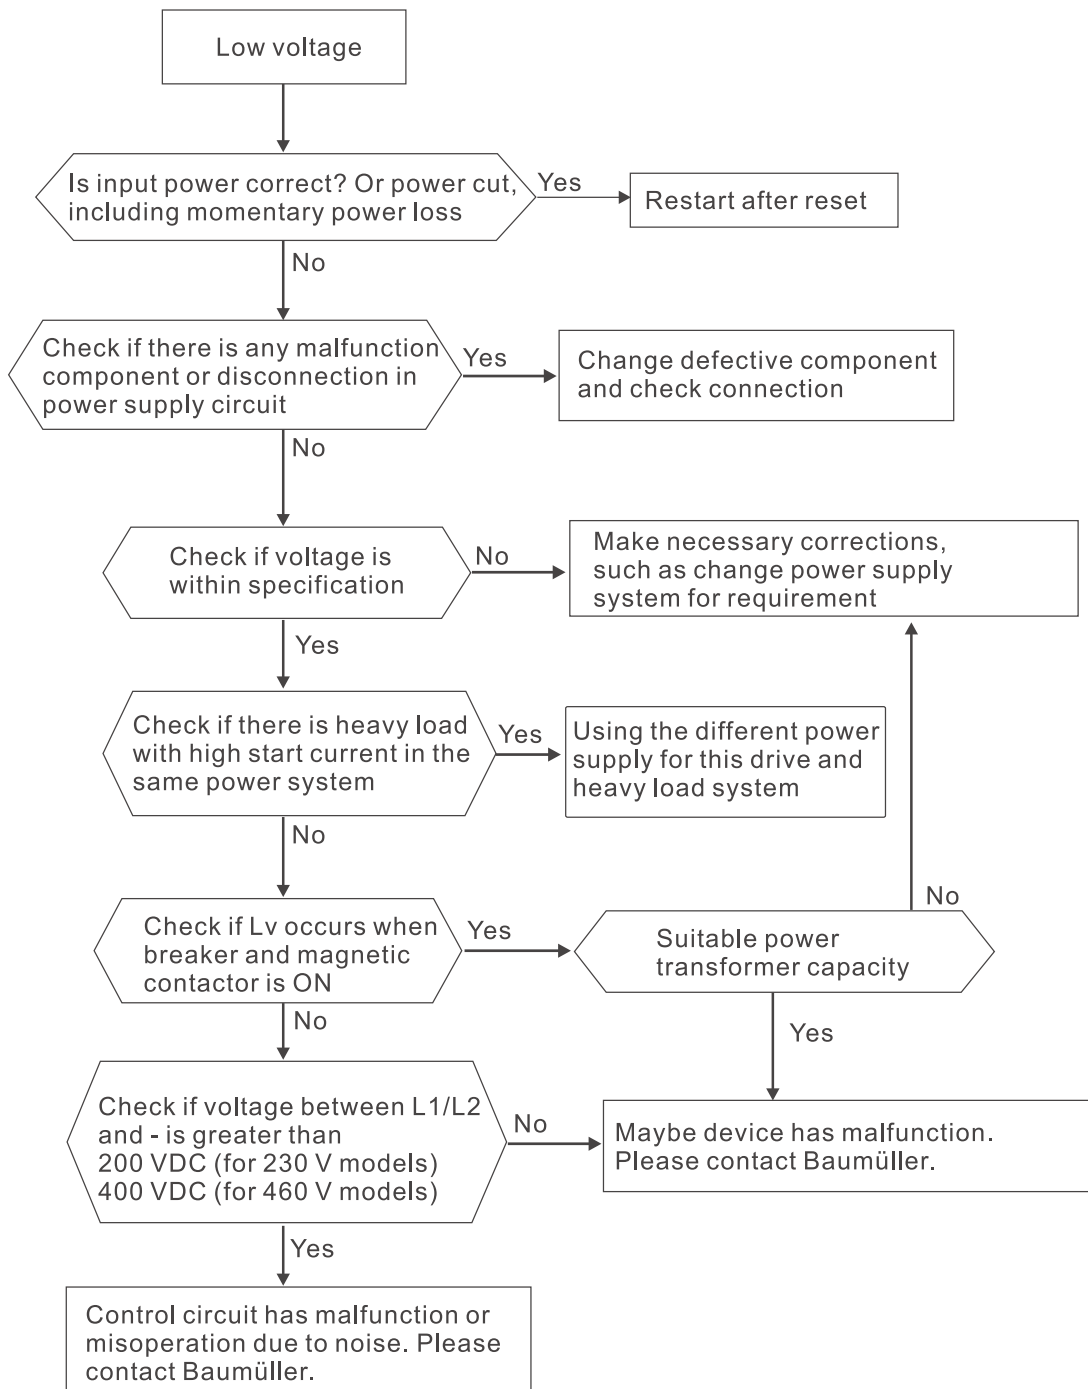 Low voltage
Is input power correct? Or power cut,
including momentary power loss
Yes
Restart after reset
No
Check if there is any malfunction
component or disconnection in
power supply circuit
Yes
Change defective component
and check connection
No
Check if voltage is
within specification
No
Make necessary corrections,
such as change power supply
system for requirement
Yes
Check if there is heavy load
with high start current in the
same power system
Yes
Using the different power
supply for this drive and
heavy load system
No
Check if Lv occurs when
breaker and magnetic
contactor is ON
Yes
Suitable power
transformer capacity
No
No
Yes
Check if voltage between L1/L2
and - is greater than
200 VDC (for 230 V models)
400 VDC (for 460 V models)
No
Maybe device has malfunction.
Please contact Baumüller.
Yes
Control circuit has malfunction or
misoperation due to noise. Please
contact Baumüller.